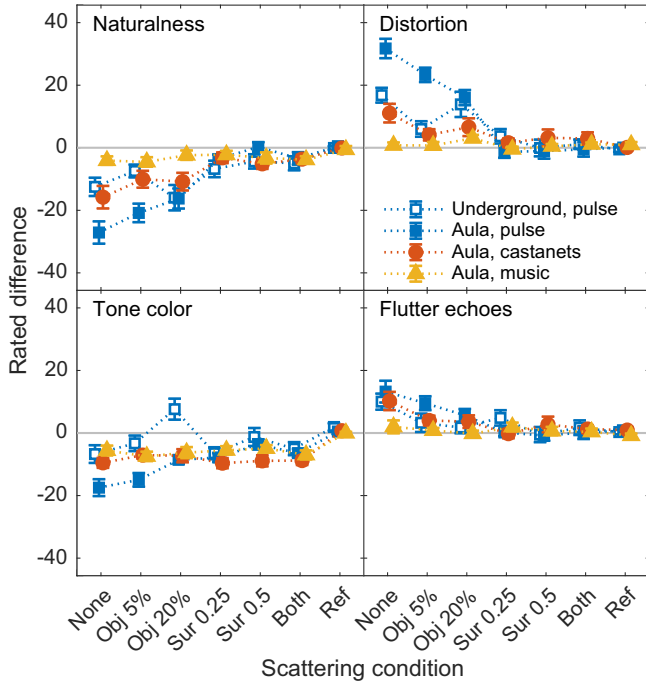 Naturalness
Distortion
40
20
0
-20
-40
Underground, pulse
Aula, pulse
Aula, castanets
Aula, music
Rated difference
Tone color
Flutter echoes
40
20
0
-20
-40
None
Obj 5%
Obj 20%
Sur 0.25
Sur 0.5
Both
Ref
None
Obj 5%
Obj 20%
Sur 0.25
Sur 0.5
Both
Ref
Scattering condition